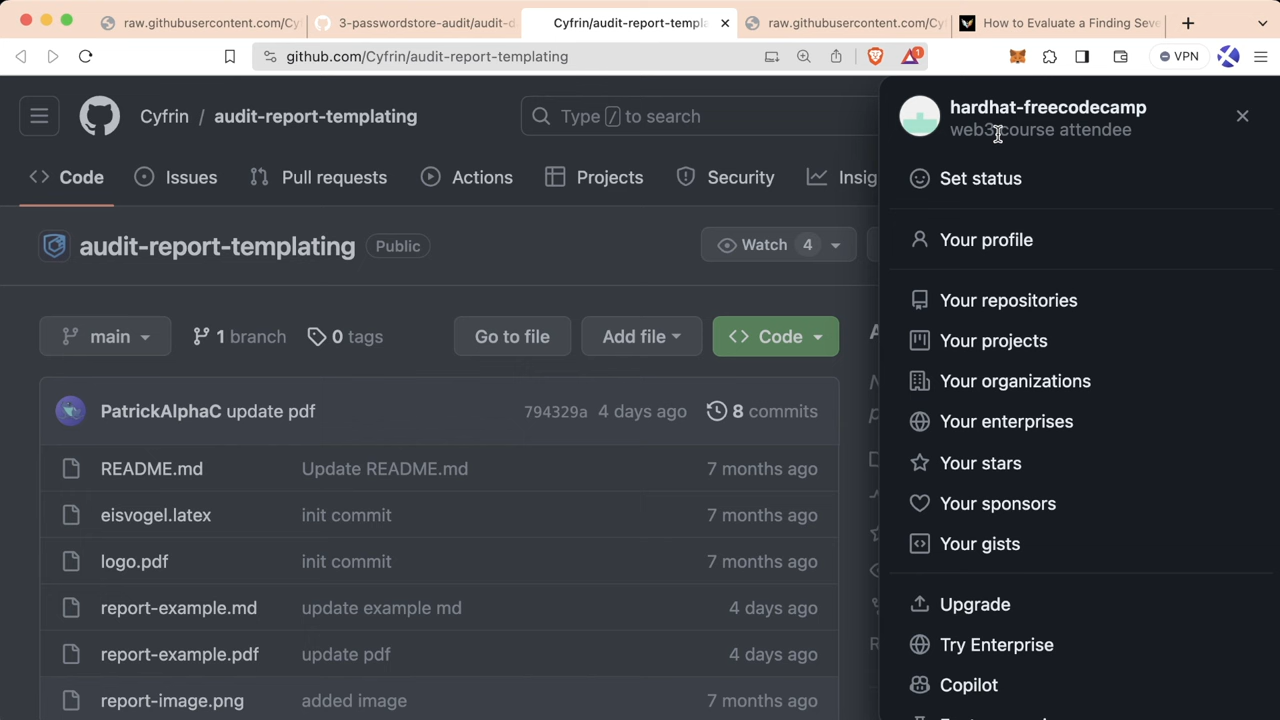 raw.githubusercontent.com/Cy
3-passwordstore-audit/audit-d
Cyfrin/audit-report-templa
raw.githubusercontent.com/Cy
How to Evaluate a Finding Seve
github.com/Cyfrin/audit-report-templating
1
VPN
Cyfrin / audit-report-templating
Type / to search
hardhat-freecodecamp
web3 course attendee
Code
Issues
Pull requests
Actions
Projects
Security
Insig
Set status
audit-report-templating
Public
Watch 4
Your profile
main
1 branch
0 tags
Go to file
Add file
Code
Your repositories
Your projects
Your organizations
PatrickAlphaC update pdf
794329a 4 days ago
8 commits
Your enterprises
README.md Update README.md 7 months ago
Your stars
Your sponsors
eisvogel.latex init commit 7 months ago
Your gists
logo.pdf init commit 7 months ago
report-example.md update example md 4 days ago
Upgrade
report-example.pdf update pdf 4 days ago
Try Enterprise
Copilot
report-image.png added image 7 months ago